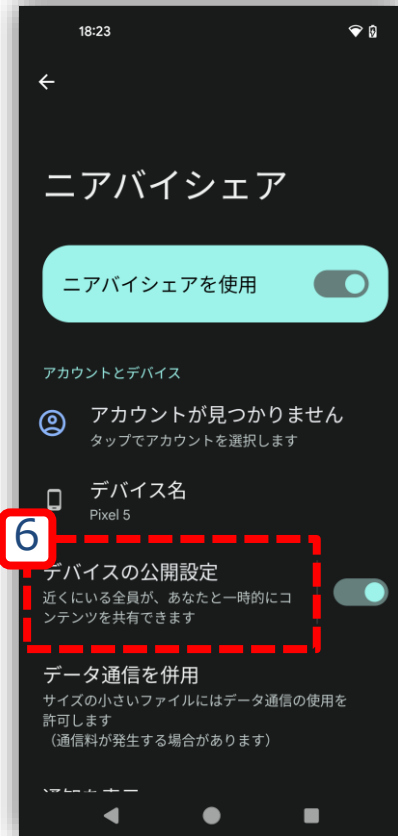 18:23
ニアバイシェア
ニアバイシェアを使用
アカウントとデバイス
アカウントが見つかりません
タップでアカウントを選択します
デバイス名
Pixel 5
6
デバイスの公開設定
近くにいる全員が、あなたと一時的にコ
ンテンツを共有できます
データ通信を併用
サイズの小さいファイルにはデータ通信の使用を
許可します
（通信料が発生する場合があります）